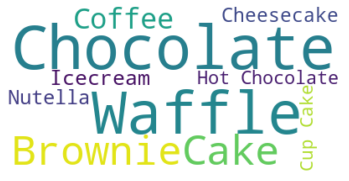 Coffee Cheesecake
Chocolate
Icecream Hot Chocolate
Nutella Waffle
Brownie Cake
Cup Cake